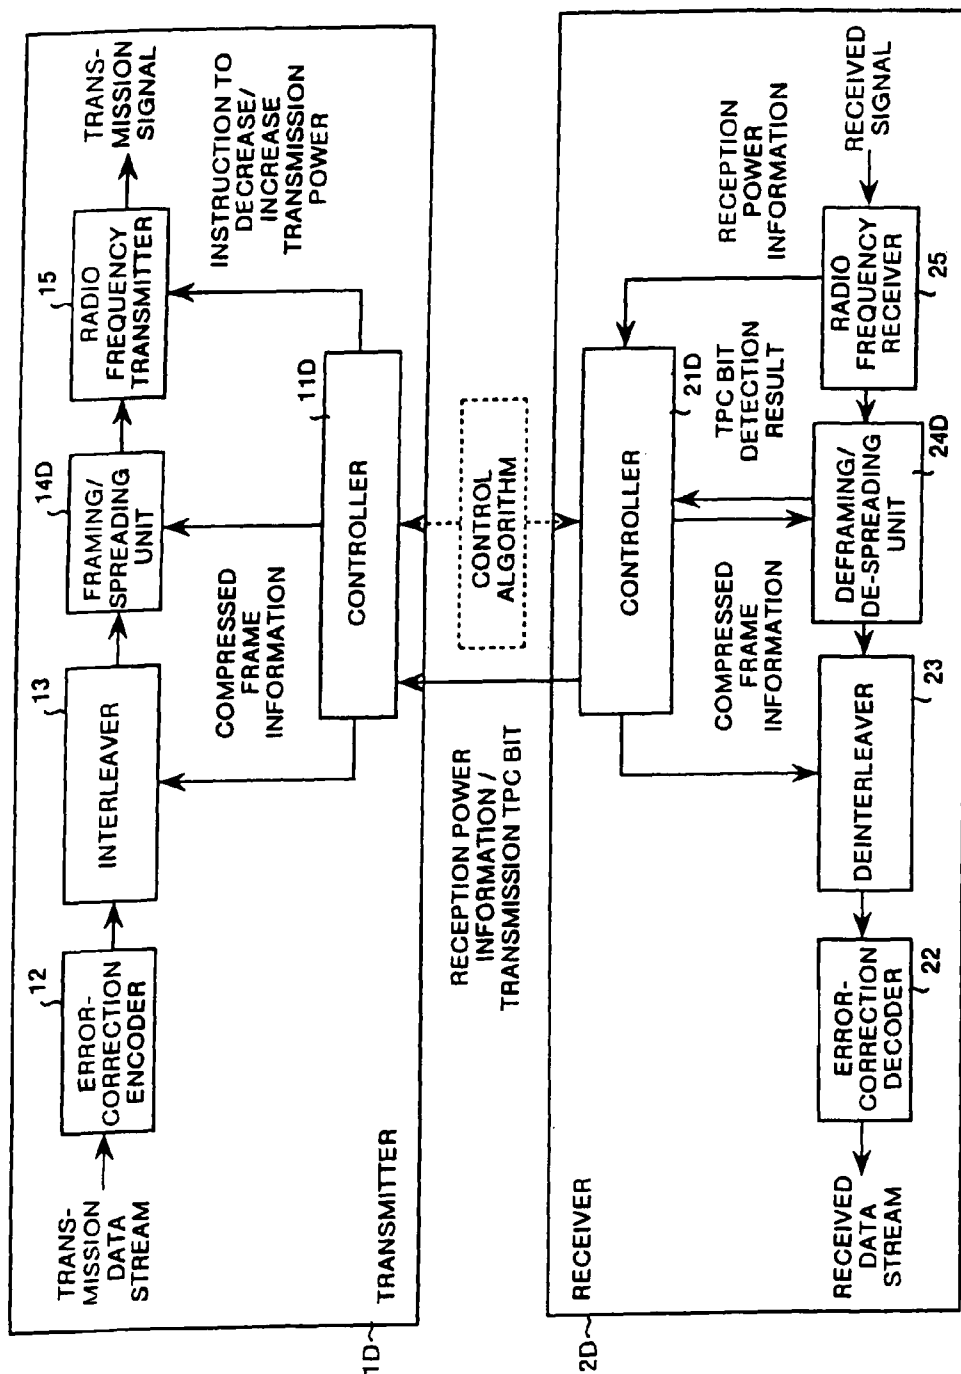 TRANS-
MISSION
DATA
STREAM
12
ERROR-
CORRECTION
ENCODER
13
INTERLEAVER
14D
FRAMING/
SPREADING
UNIT
15
RADIO
FREQUENCY
TRANSMITTER
TRANS-
MISSION
SIGNAL
COMPRESSED
FRAME
INFORMATION
INSTRUCTION TO
DECREASE/
INCREASE
TRANSMISSION
POWER
11D
CONTROLLER
TRANSMITTER
1D
RECEPTION POWER
INFORMATION /
TRANSMISSION TPC BIT
CONTROL
ALGORITHM
2D
RECEIVER
CONTROLLER
21D
RECEPTION
POWER
INFORMATION
COMPRESSED
FRAME
INFORMATION
TPC BIT
DETECTION
RESULT
RECEIVED
DATA
STREAM
ERROR-
CORRECTION
DECODER
22
DEINTERLEAVER
23
DEFRAMING/
DE-SPREADING
UNIT
24D
RADIO
FREQUENCY
RECEIVER
25
RECEIVED
SIGNAL